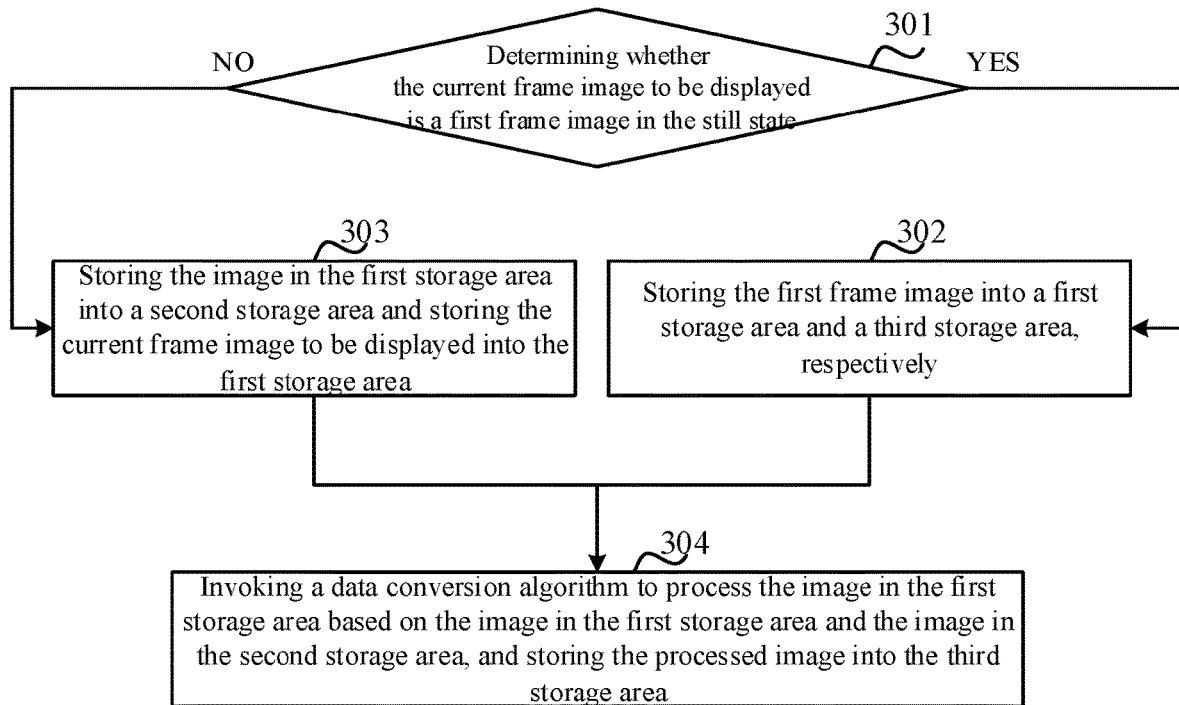 301
NO
YES
Determining whether
the current frame image to be displayed
is a first frame image in the still state
303
302
Storing the image in the first storage area
into a second storage area and storing the
current frame image to be displayed into the
first storage area
Storing the first frame image into a first
storage area and a third storage area,
respectively
304
Invoking a data conversion algorithm to process the image in the first
storage area based on the image in the first storage area and the image in
the second storage area, and storing the processed image into the third
storage area